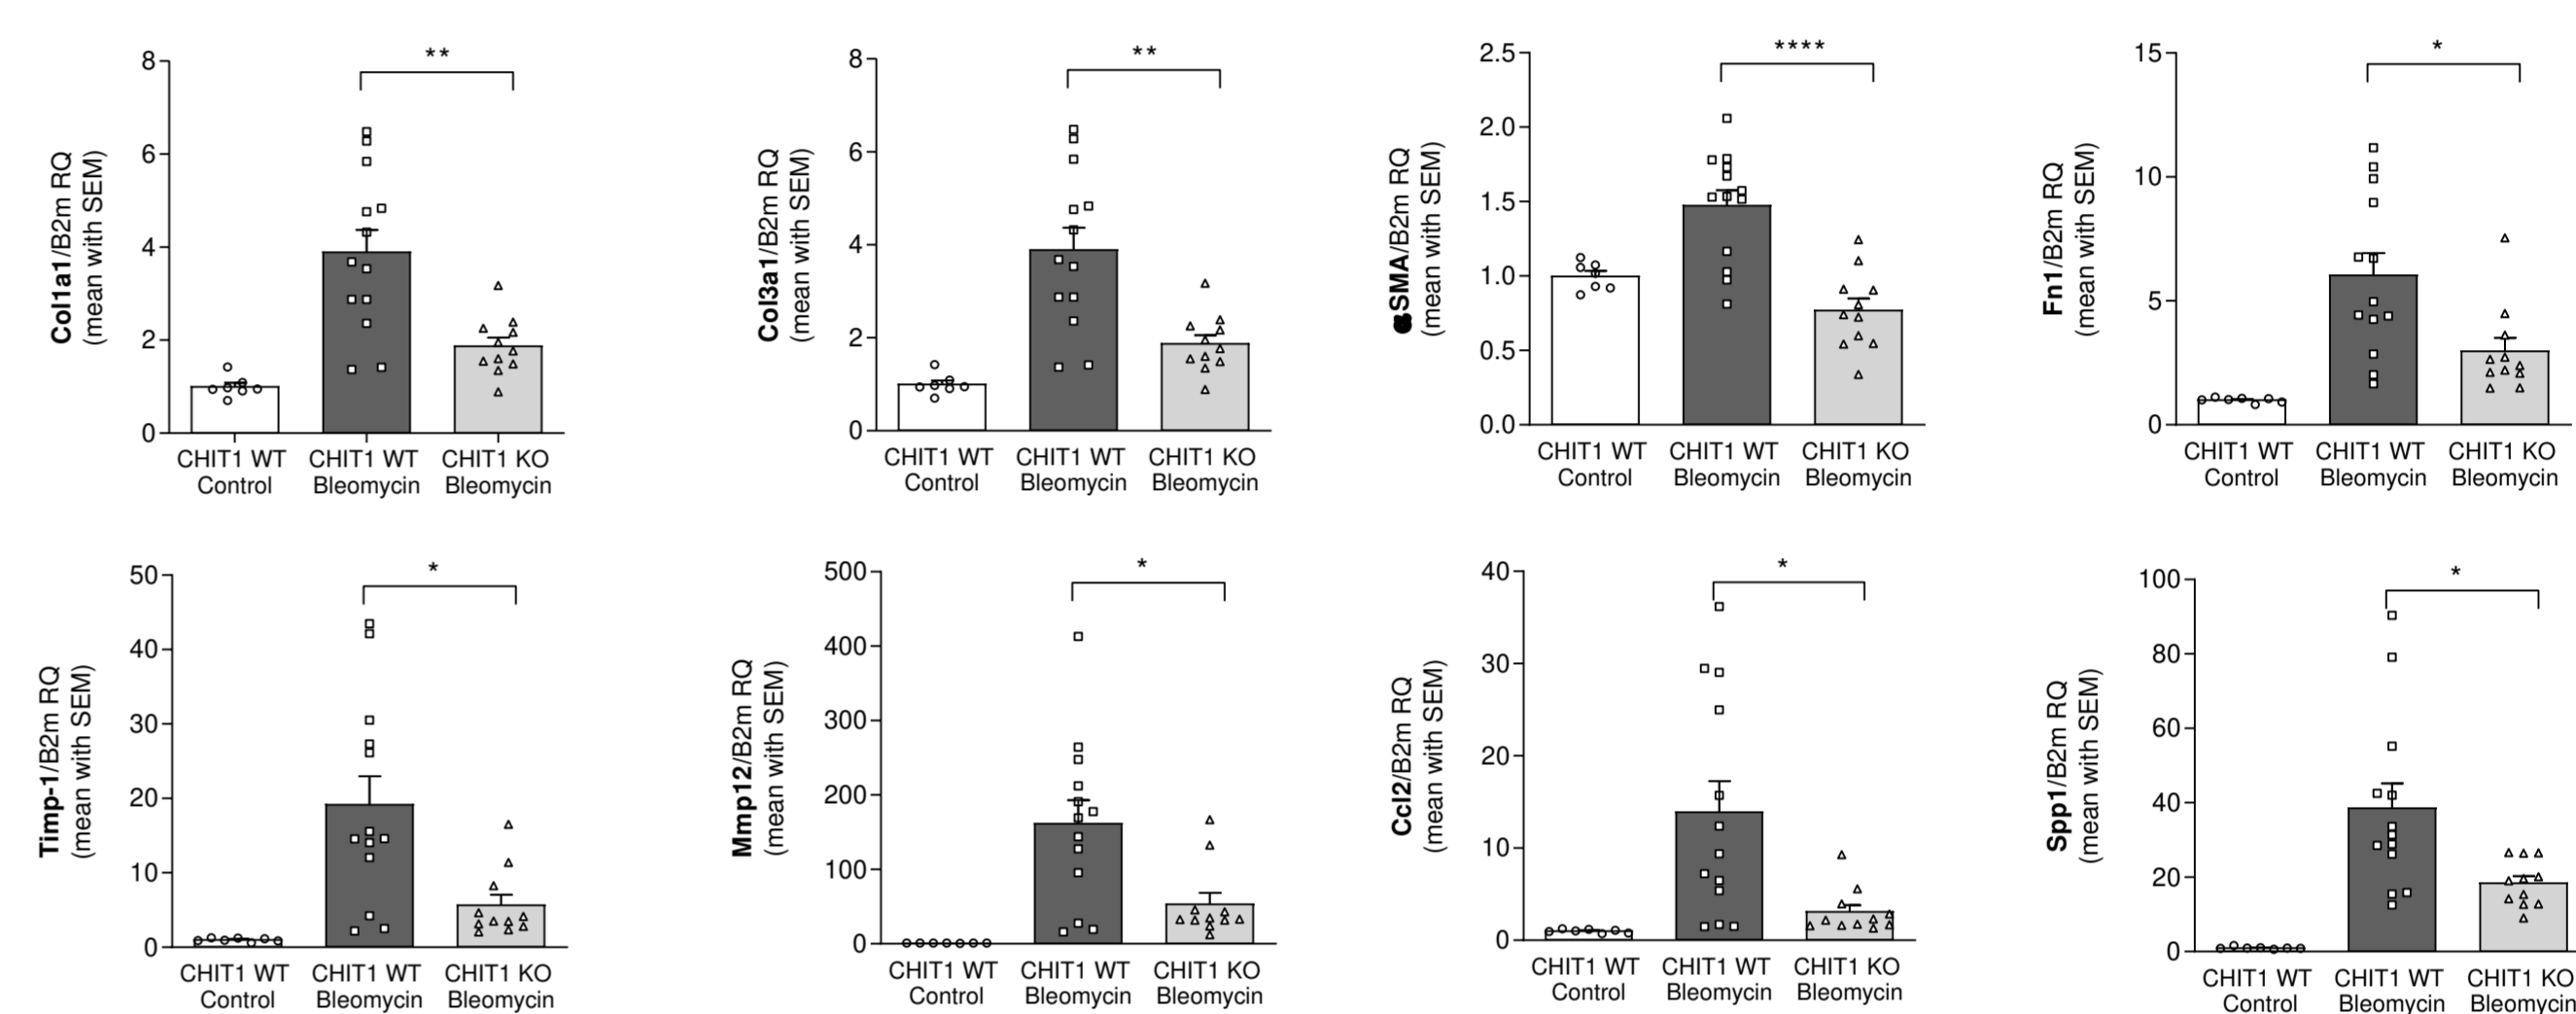 8
6
4
2
0
Col1a1/B2m RQ
(mean with SEM)
**
CHIT1 WT
Control
CHIT1 WT
Bleomycin
CHIT1 KO
Bleomycin
8
6
4
2
0
Col3a1/B2m RQ
(mean with SEM)
**
CHIT1 WT
Control
CHIT1 WT
Bleomycin
CHIT1 KO
Bleomycin
2.5
2.0
1.5
1.0
0.5
0.0
SMA/B2m RQ
(mean with SEM)
****
CHIT1 WT
Control
CHIT1 WT
Bleomycin
CHIT1 KO
Bleomycin
15
10
5
0
Fn1/B2m RQ
(mean with SEM)
*
CHIT1 WT
Control
CHIT1 WT
Bleomycin
CHIT1 KO
Bleomycin
50
40
30
20
10
0
Timp-1/B2m RQ
(mean with SEM)
*
CHIT1 WT
Control
CHIT1 WT
Bleomycin
CHIT1 KO
Bleomycin
500
400
300
200
100
0
Mmp12/B2m RQ
(mean with SEM)
*
CHIT1 WT
Control
CHIT1 WT
Bleomycin
CHIT1 KO
Bleomycin
40
30
20
10
0
Ccl2/B2m RQ
(mean with SEM)
*
CHIT1 WT
Control
CHIT1 WT
Bleomycin
CHIT1 KO
Bleomycin
100
80
60
40
20
0
Spp1/B2m RQ
(mean with SEM)
*
CHIT1 WT
Control
CHIT1 WT
Bleomycin
CHIT1 KO
Bleomycin